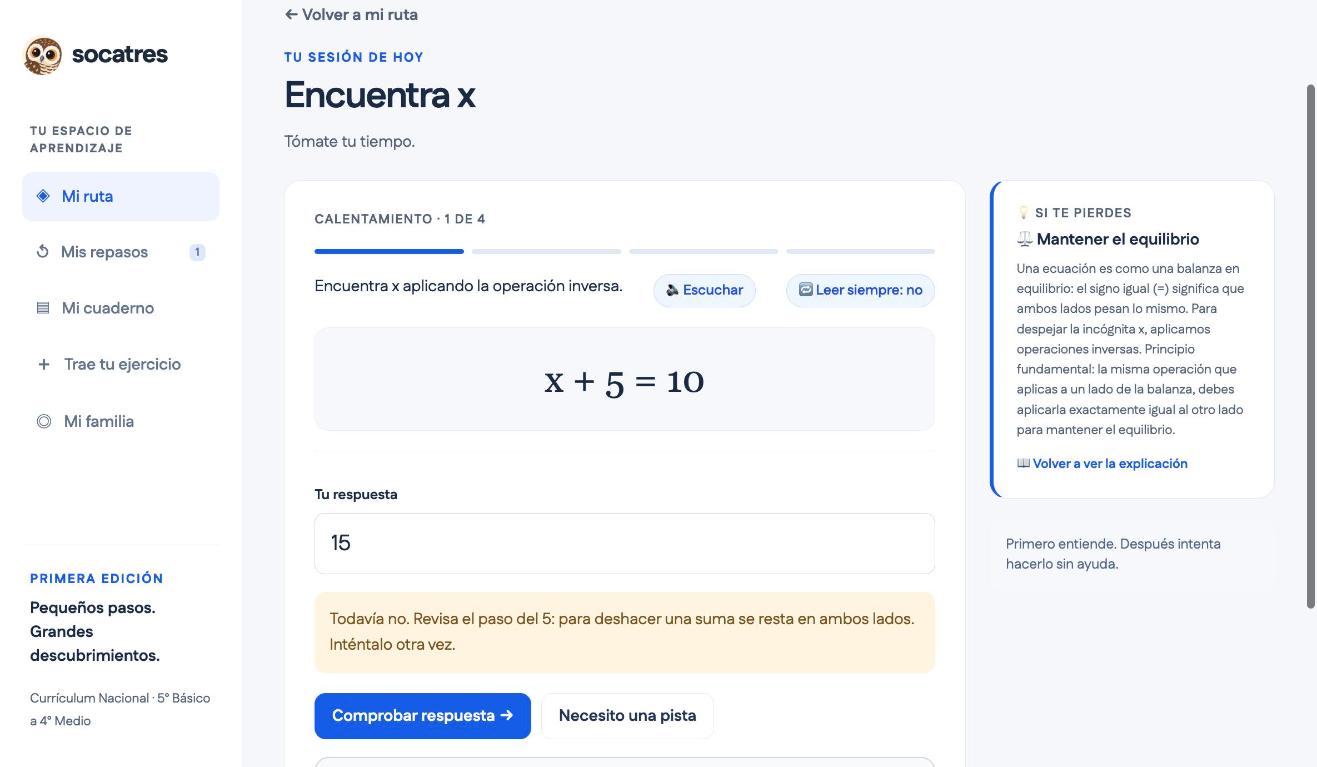 socatres
TU ESPACIO DE
APRENDIZAJE
Mi ruta
Mis repasos 1
Mi cuaderno
Trae tu ejercicio
Mi familia
PRIMERA EDICIÓN
Pequeños pasos.
Grandes
descubrimientos.
Currículum Nacional · 5° Básico
a 4° Medio
← Volver a mi ruta
TU SESIÓN DE HOY
Encuentra x
Tómate tu tiempo.
CALENTAMIENTO · 1 DE 4
Encuentra x aplicando la operación inversa.
Escuchar
Leer siempre: no
x + 5 = 10
Tu respuesta
15
Todavía no. Revisa el paso del 5: para deshacer una suma se resta en ambos lados.
Inténtalo otra vez.
Comprobar respuesta →
Necesito una pista
SI TE PIERDES
Mantener el equilibrio
Una ecuación es como una balanza en
equilibrio: el signo igual (=) significa que
ambos lados pesan lo mismo. Para
despejar la incógnita x, aplicamos
operaciones inversas. Principio
fundamental: la misma operación que
aplicas a un lado de la balanza, debes
aplicarla exactamente igual al otro lado
para mantener el equilibrio.
Volver a ver la explicación
Primero entiende. Después intenta
hacerlo sin ayuda.